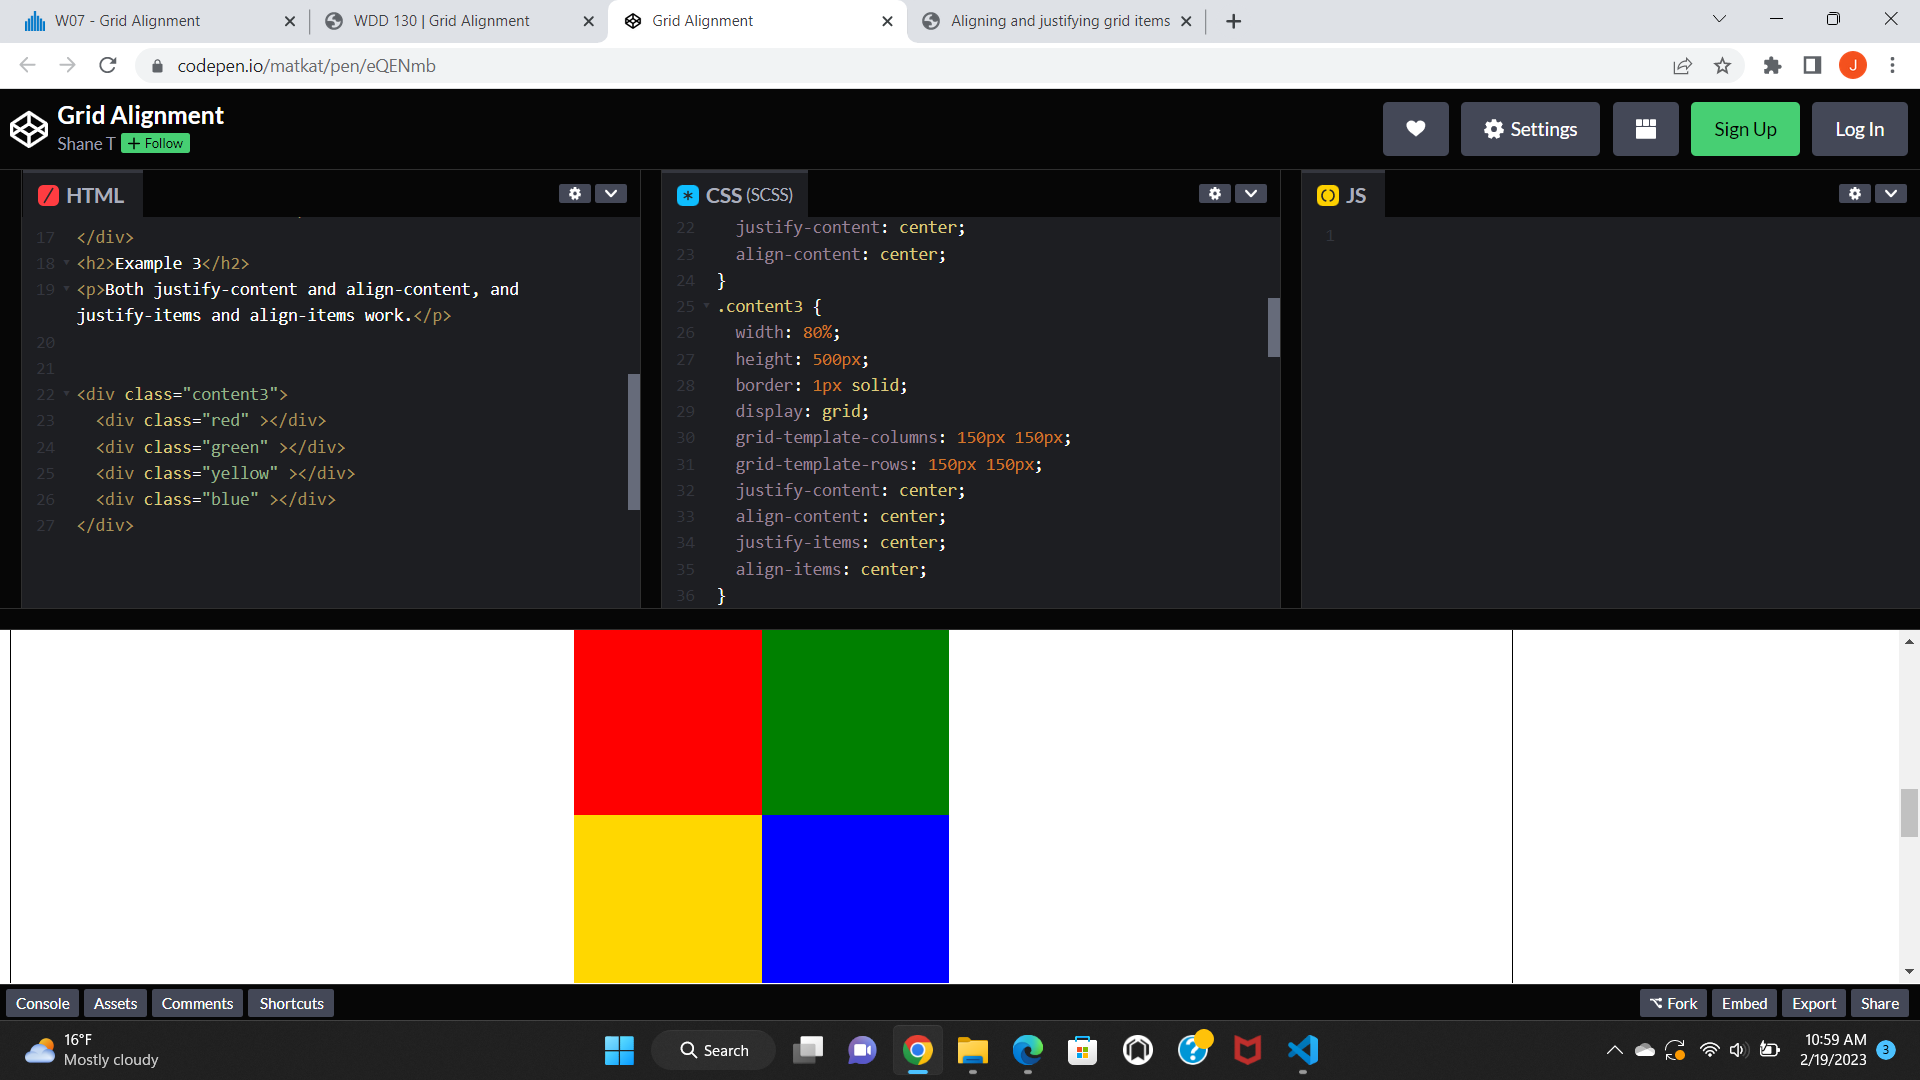 W07 - Grid Alignment
WDD 130 | Grid Alignment
Grid Alignment
Aligning and justifying grid items
codepen.io/matkat/pen/eQENmb
J
Grid Alignment
Shane T
+ Follow
Settings
Sign Up
Log In
HTML
17 </div>
18 <h2>Example 3</h2>
19 <p>Both justify-content and align-content, and
justify-items and align-items work.</p>
20
21
22 <div class="content3">
23 <div class="red" ></div>
24 <div class="green" ></div>
25 <div class="yellow" ></div>
26 <div class="blue" ></div>
27 </div>
CSS (SCSS)
22 justify-content: center;
23 align-content: center;
24 }
25 .content3 {
26 width: 80%;
27 height: 500px;
28 border: 1px solid;
29 display: grid;
30 grid-template-columns: 150px 150px;
31 grid-template-rows: 150px 150px;
32 justify-content: center;
33 align-content: center;
34 justify-items: center;
35 align-items: center;
36 }
JS
1
Console
Assets
Comments
Shortcuts
Fork
Embed
Export
Share
16°F
Mostly cloudy
Search
10:59 AM
2/19/2023
3